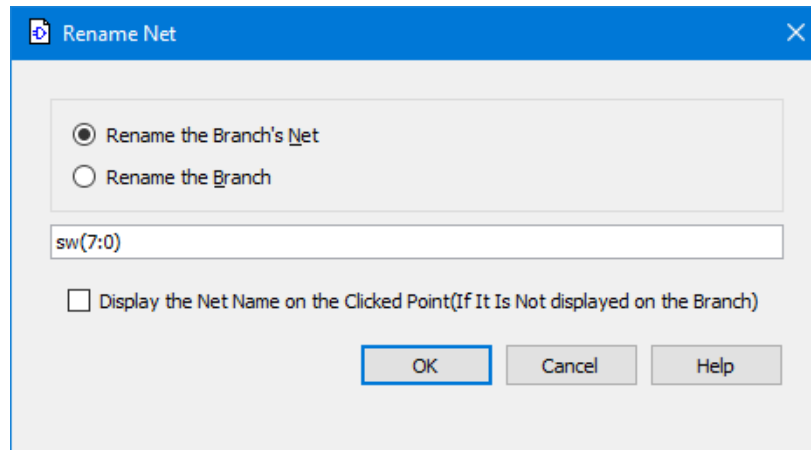 Rename Net
Rename the Branch's Net
Rename the Branch
sw(7:0)
Display the Net Name on the Clicked Point(If It Is Not displayed on the Branch)
OK
Cancel
Help